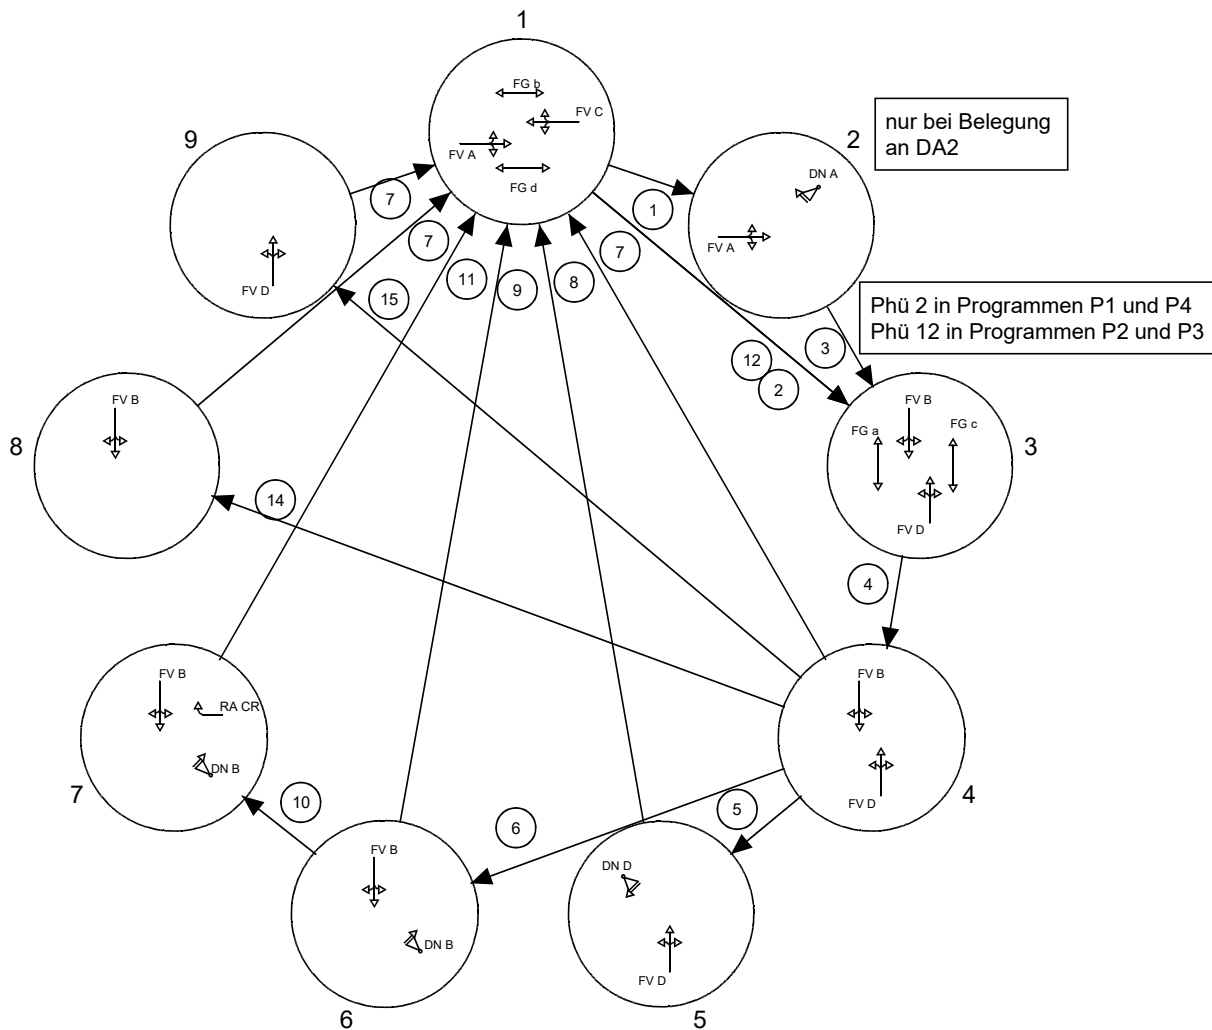 1
FG b
FV C
FV A
FG d
9
FV D
2
DN A
FV A
nur bei Belegung
an DA2
7
7
15
11
9
8
7
1
Phü 2 in Programmen P1 und P4
Phü 12 in Programmen P2 und P3
3
12
2
8
FV B
3
FV B
FG a
FG c
FV D
14
4
7
FV B
RA CR
DN B
4
FV B
FV D
10
6
5
6
FV B
DN B
5
DN D
FV D